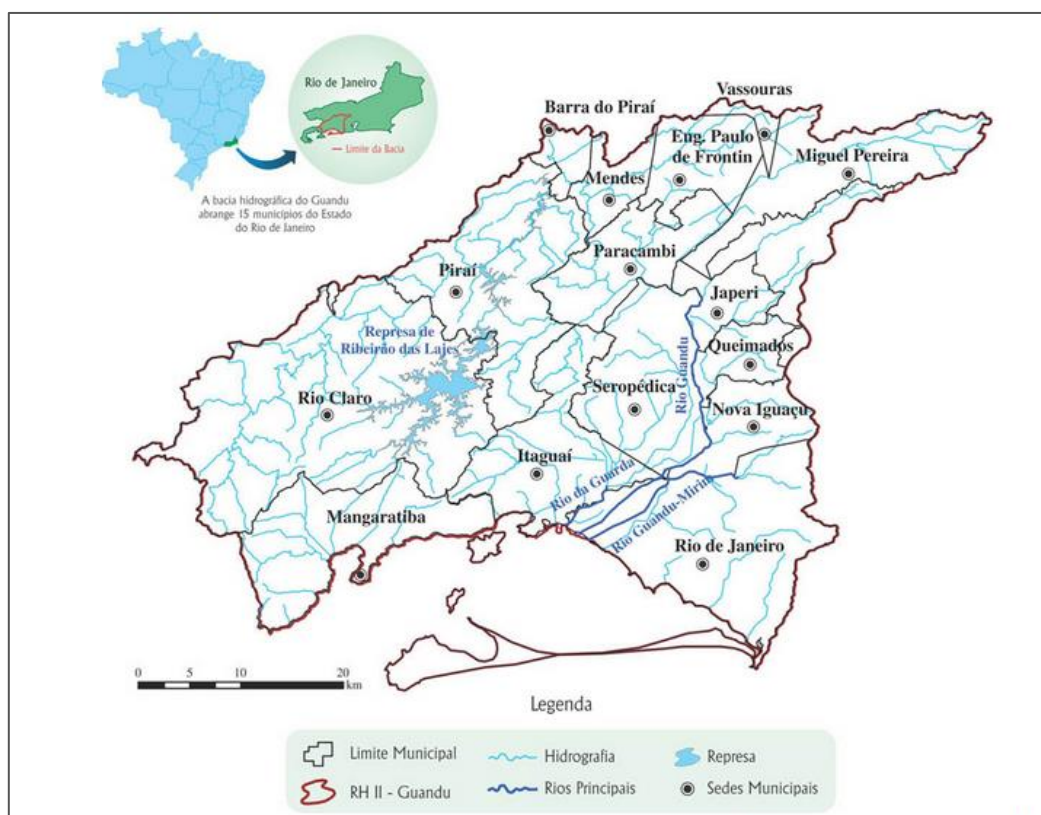 Rio de Janeiro
Limite da Bacia
A bacia hidrográfica do Guandu
abrange 15 municípios do Estado
do Rio de Janeiro
Vassouras
Barra do Piraí
Eng. Paulo
de Frontin
Miguel Pereira
Mendes
Paracambi
Piraí
Japeri
Represa de
Ribeirão das Lajes
Rio Guandu
Queimados
Rio Claro
Seropédica
Nova Iguaçu
Itaguaí
Rio da Guarda
Rio Guandu-Mirim
Mangaratiba
Rio de Janeiro
0 5 10 20
km
Legenda
Limite Municipal Hidrografia Represa
RH II - Guandu Rios Principais Sedes Municipais